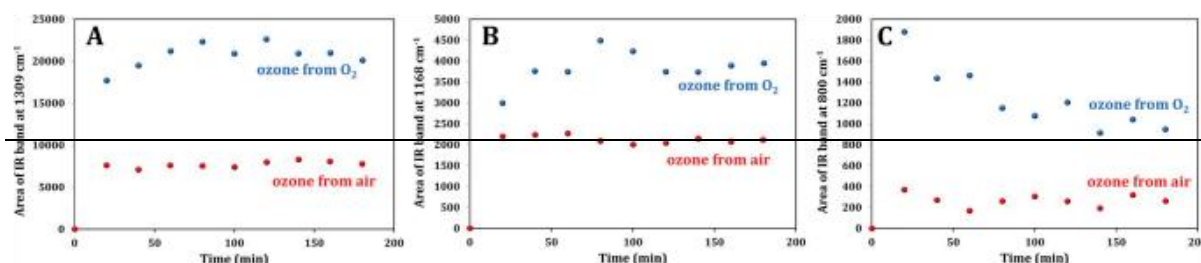 A
Area of IR band at 1309 cm-1
25000
20000
15000
10000
5000
0
0 50 100 150 200
Time (min)
ozone from O2
ozone from air
B
Area of IR band at 1168 cm-1
5000
4500
4000
3500
3000
2500
2000
1500
1000
500
0
0 50 100 150 200
Time (min)
ozone from O2
ozone from air
C
Area of IR band at 800 cm-1
2000
1800
1600
1400
1200
1000
800
600
400
200
0
0 50 100 150 200
Time (min)
ozone from O2
ozone from air